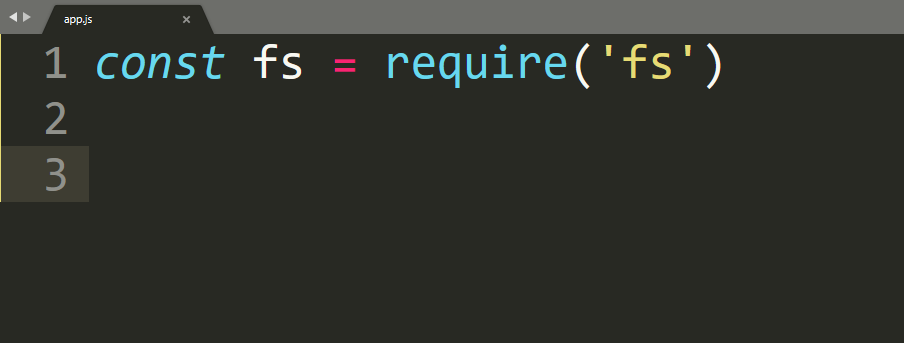 app.js
1 const fs = require('fs')
2
3